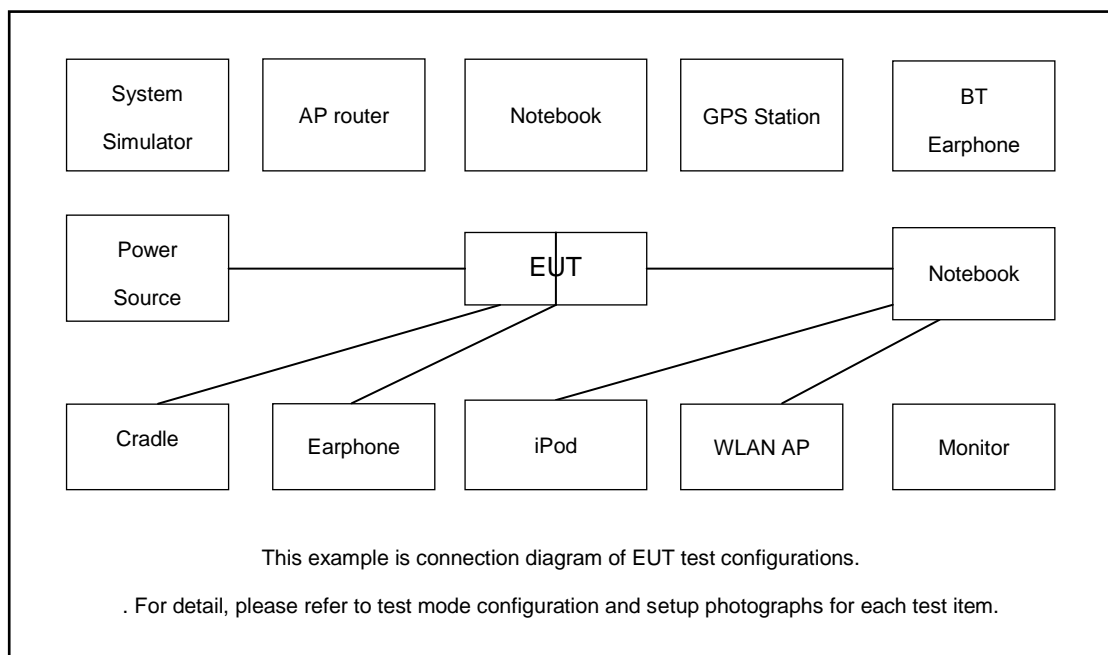 System
Simulator
AP router
Notebook
GPS Station
BT
Earphone
Power
Source
EUT
Notebook
Cradle
Earphone
iPod
WLAN AP
Monitor
This example is connection diagram of EUT test configurations.
. For detail, please refer to test mode configuration and setup photographs for each test item.